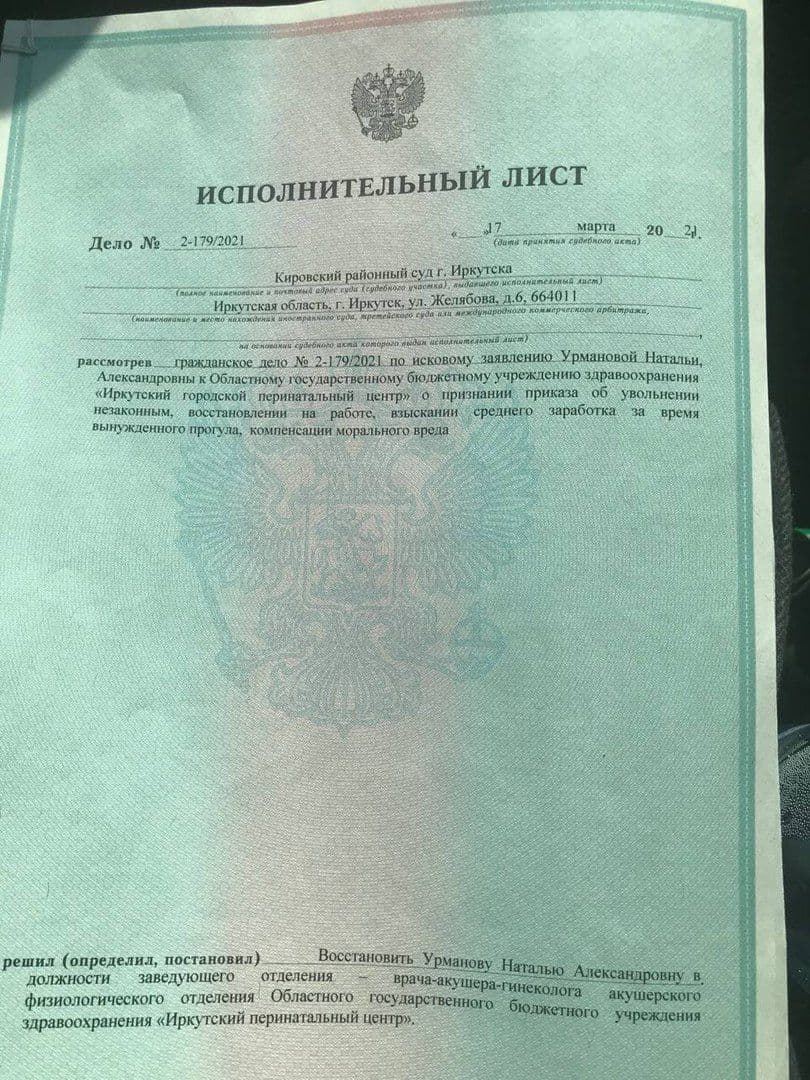 ИСПОЛНИТЕЛЬНЫЙ ЛИСТ
Дело № 2-179/2021 « » 17 марта 20 21.
(дата принятия судебного акта)
Кировский районный суд г. Иркутска
(полное наименование и почтовый адрес суда (судебного участка), выдавшего исполнительный лист)
Иркутская область, г. Иркутск, ул. Желябова, д.6, 664011
(наименование и место нахождения иностранного суда, третейского суда или международного коммерческого арбитража,
,
на основании судебного акта которого выдан исполнительный лист)
рассмотрев гражданское дело № 2-179/2021 по исковому заявлению Урмановой Натальи,
Александровны к Областному государственному бюджетному учреждению здравоохранения
«Иркутский городской перинатальный центр» о признании приказа об увольнении
незаконным, восстановлении на работе, взыскании среднего заработка за время
вынужденного прогула, компенсации морального вреда
решил (определил, постановил) Восстановить Урманову Наталью Александровну в
должности заведующего отделения – врача-акушера-гинеколога акушерского
физиологического отделения Областного государственного бюджетного учреждения
здравоохранения «Иркутский перинатальный центр».